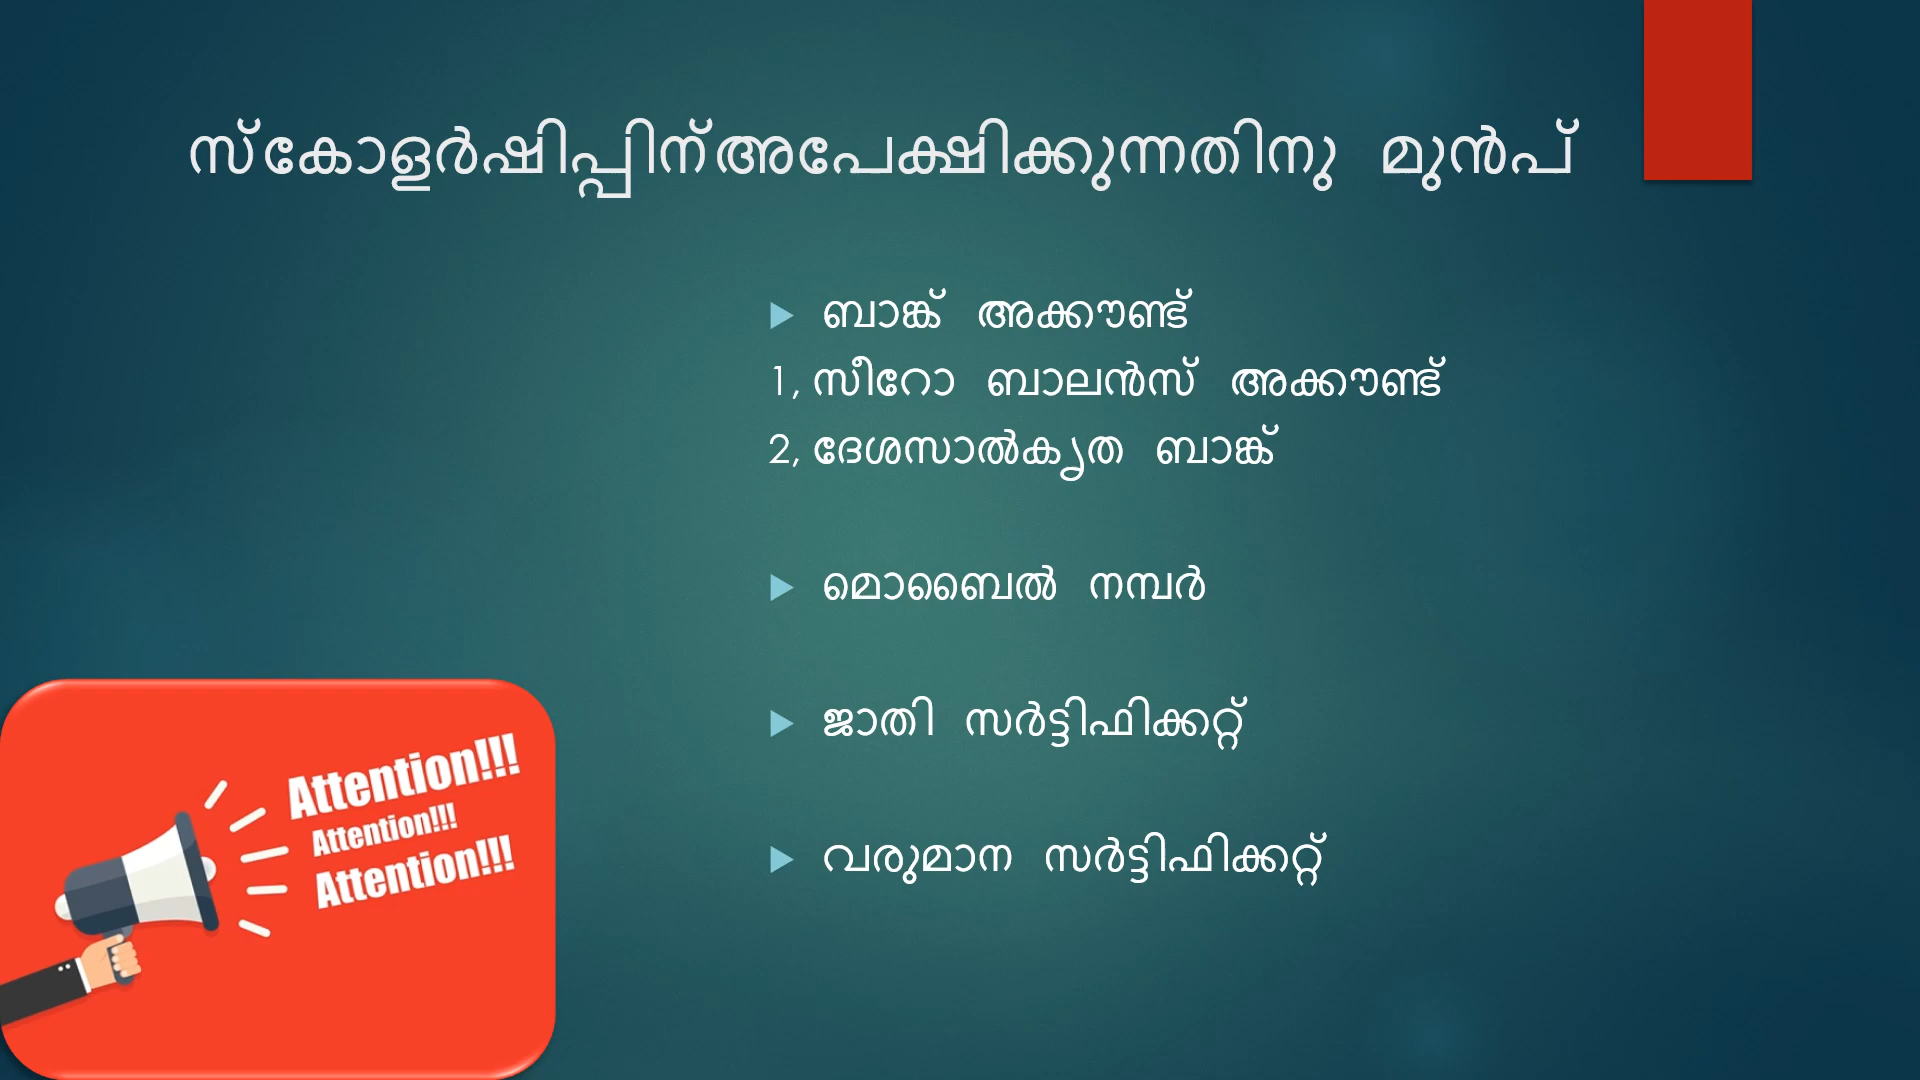 സ്കോളർഷിപ്പിന്അപേക്ഷിക്കുന്നതിനു മുൻപ്
ബാങ്ക് അക്കൗണ്ട്
1, സീറോ ബാലൻസ് അക്കൗണ്ട്
2, ദേശസാൽകൃത ബാങ്ക്
മൊബൈൽ നമ്പർ
ജാതി സർട്ടിഫിക്കറ്റ്
വരുമാന സർട്ടിഫിക്കറ്റ്
Attention!!!
Attention!!!
Attention!!!